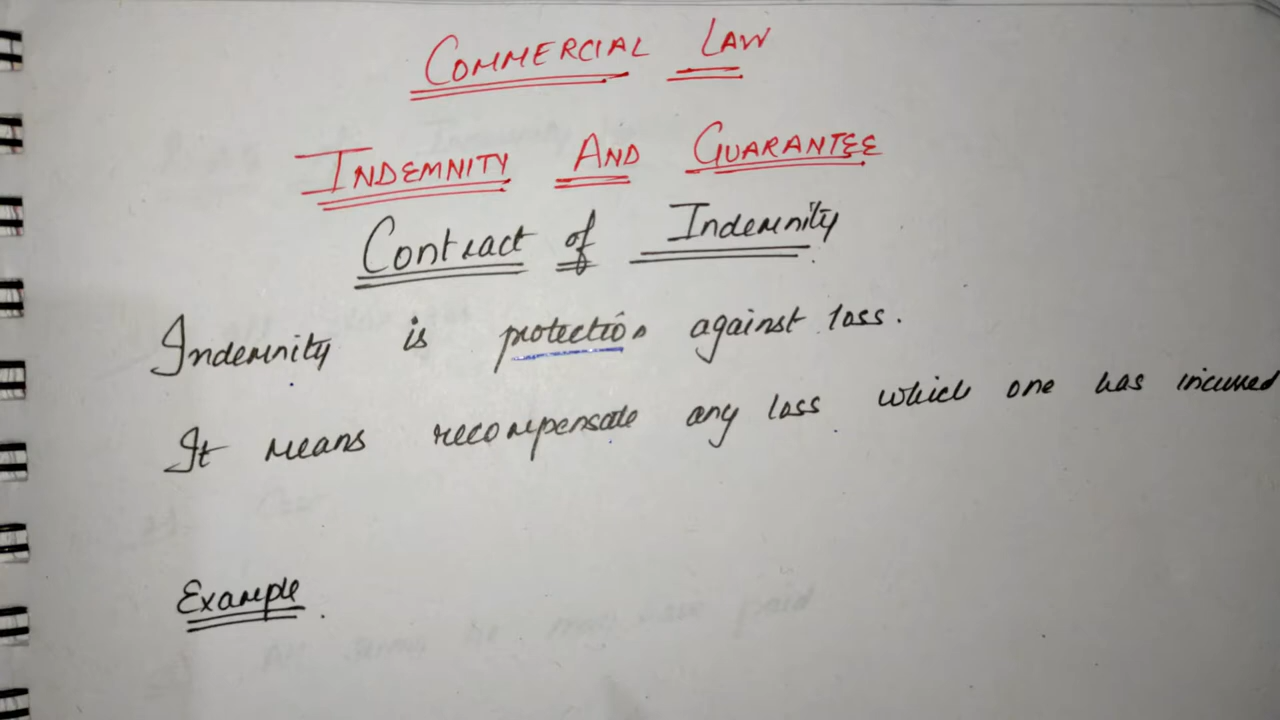 COMMERCIAL LAW
INDEMNITY AND GUARANTEE
Contract of Indemnity
Indemnity is protection against loss.
It means recompensate any loss which one has incurred
Example.